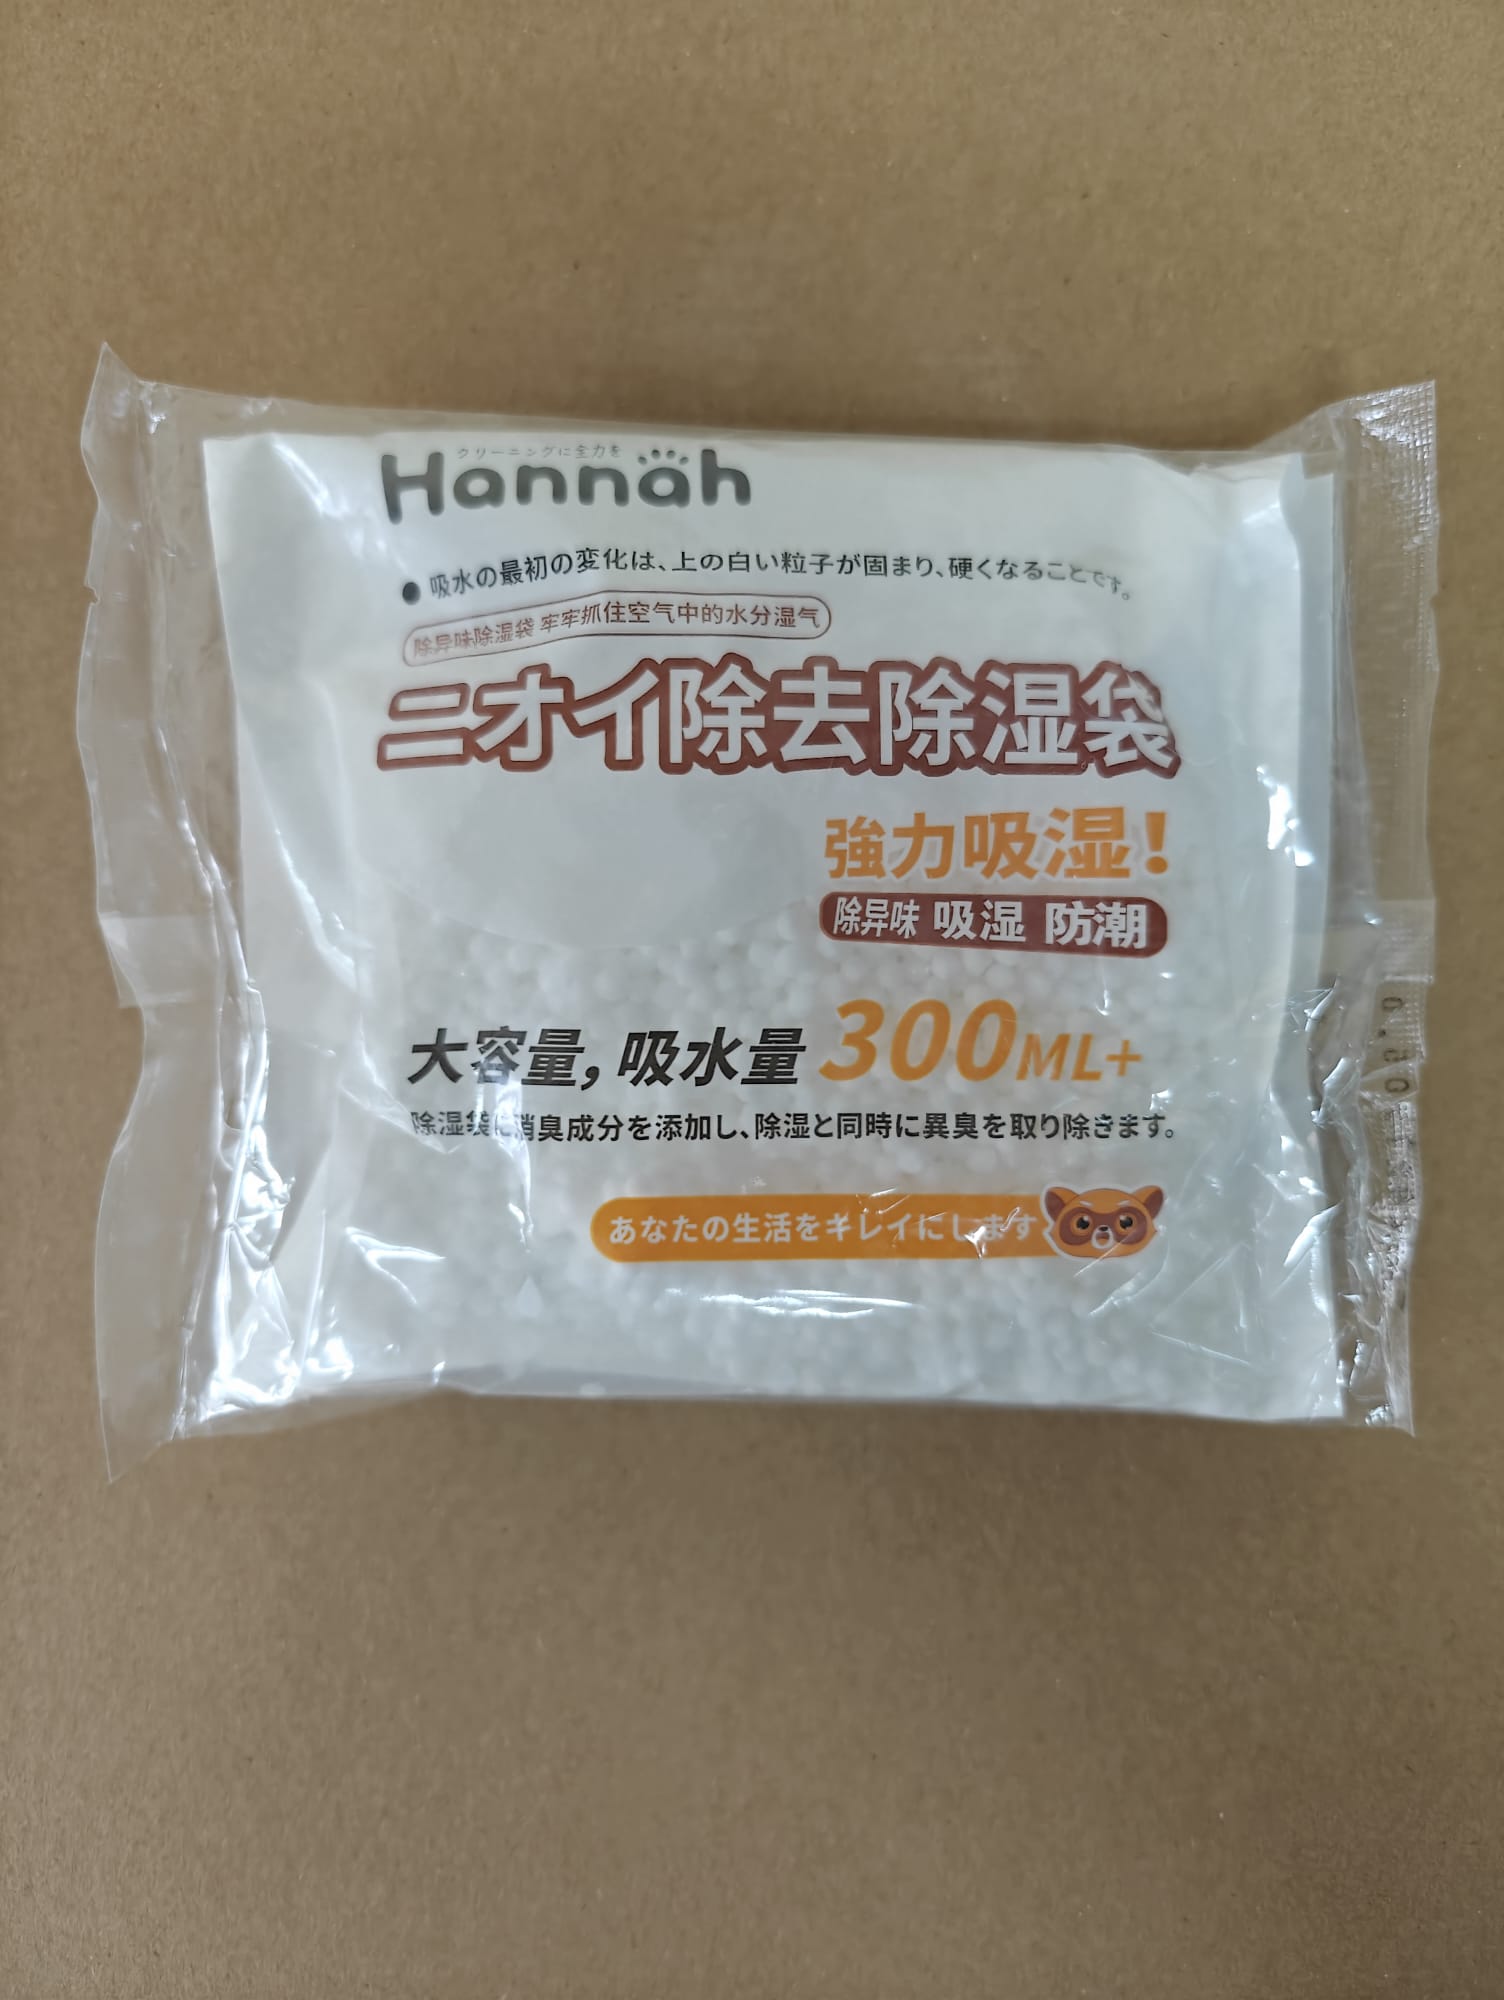 クリーニングに全力を
Hannah
● 吸水の最初の変化は、上の白い粒子が固まり、硬くなることです。
除异味除湿袋 牢牢抓住空气中的水分湿气
ニオイ除去除湿袋
強力吸湿！
除异味 吸湿 防潮
大容量，吸水量 300ML+
除湿袋に消臭成分を添加し、除湿と同時に異臭を取り除きます。
あなたの生活をキレイにします